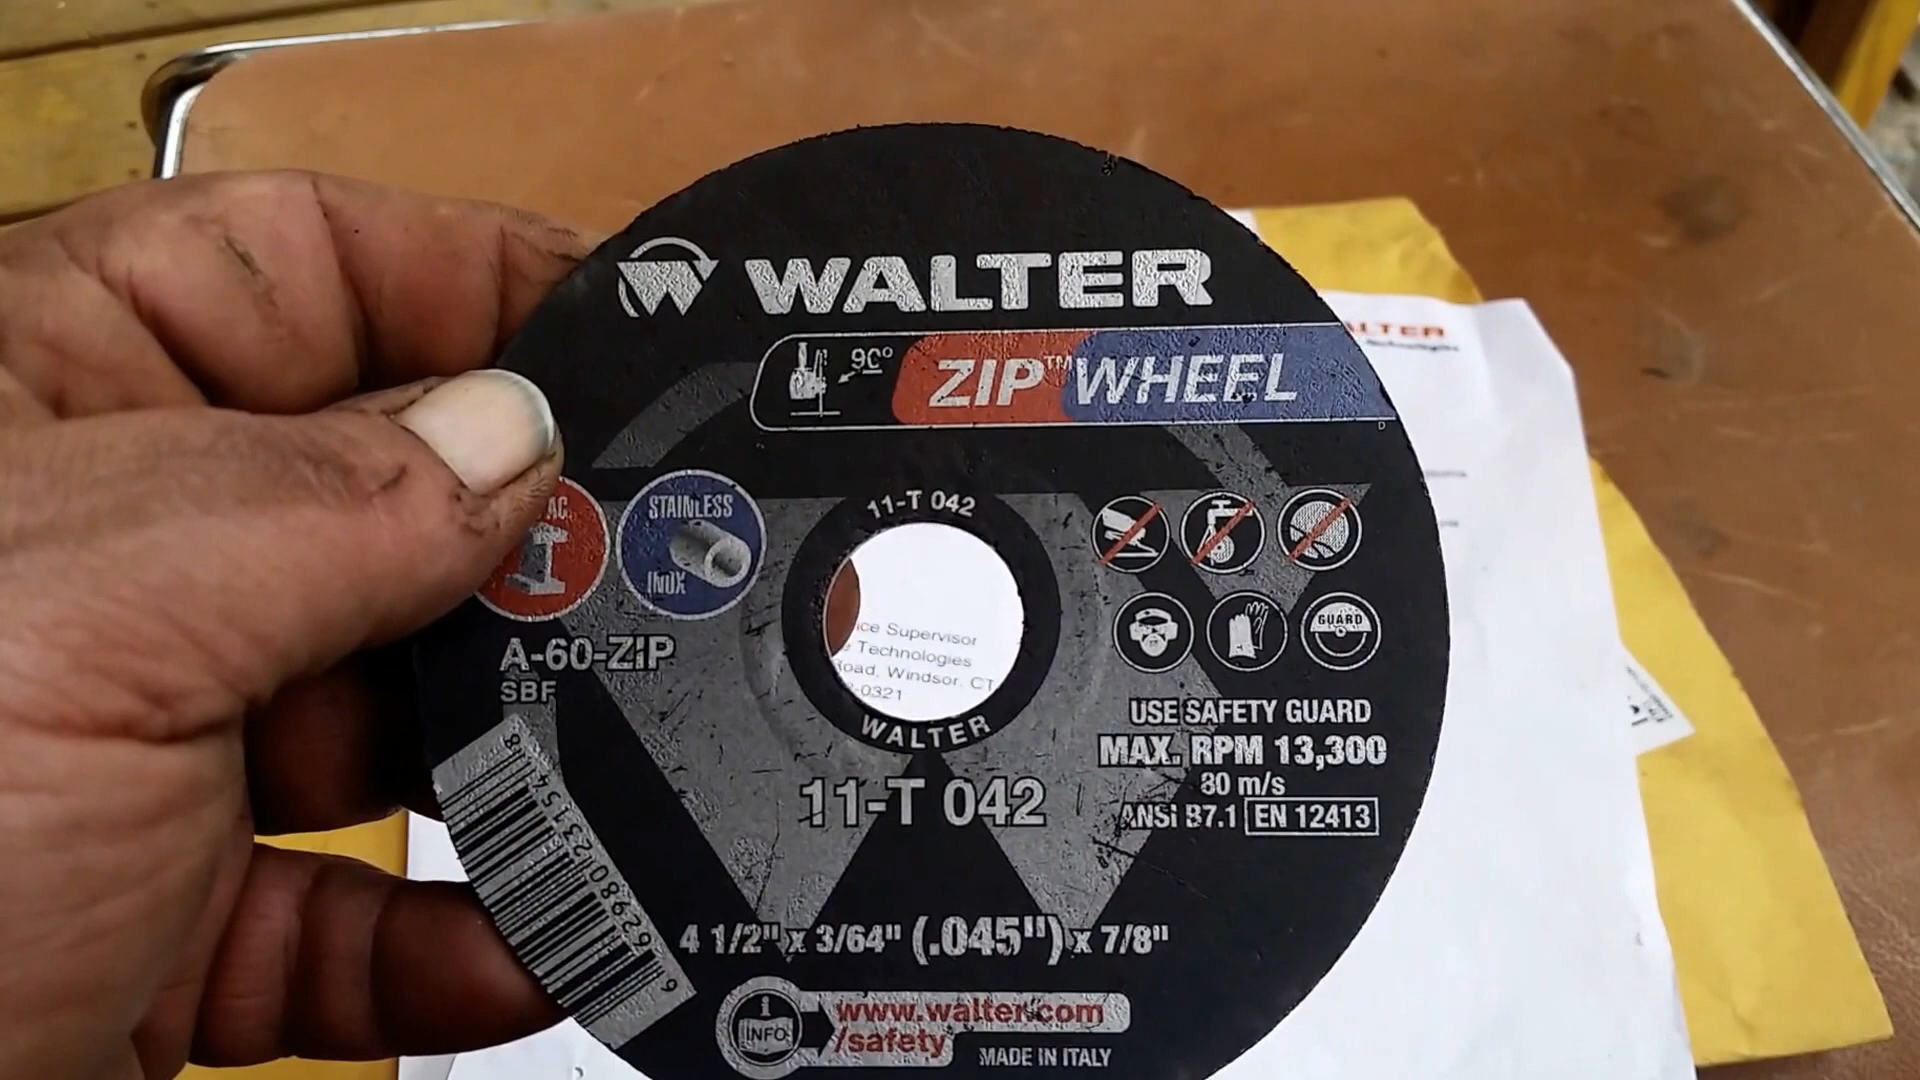 WALTER
90° ZIP™ WHEEL
STAINLESS
INOX
11-T 042
A-60-ZIP
SBF
GUARD
ice Supervisor
Technologies
Road, Windsor, CT
-0321
WALTER
11-T 042
USE SAFETY GUARD
MAX. RPM 13,300
80 m/s
ANSI B7.1 EN 12413
4 1/2" x 3/64" (.045") x 7/8"
i
INFO
www.walter.com
/safety
MADE IN ITALY